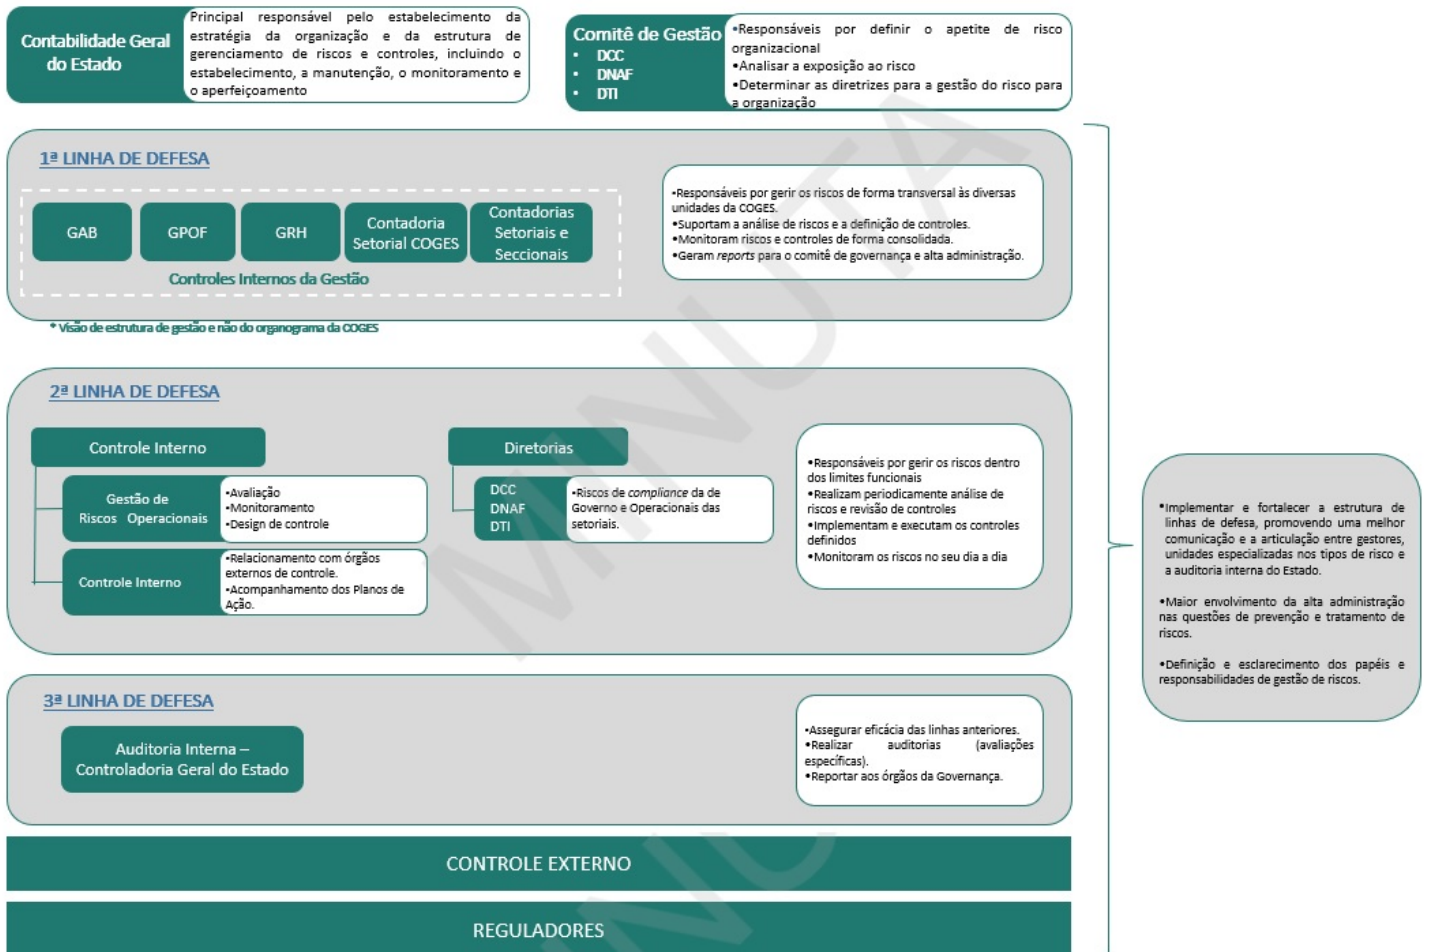 Contabilidade Geral
do Estado
Principal responsável pelo estabelecimento da
estratégia da organização e da estrutura de
gerenciamento de riscos e controles, incluindo o
estabelecimento, a manutenção, o monitoramento e
o aperfeiçoamento
Comitê de Gestão
• DCC
• DNAF
• DTI
•Responsáveis por definir o apetite de risco
organizacional
•Analisar a exposição ao risco
•Determinar as diretrizes para a gestão do risco para
a organização
1ª LINHA DE DEFESA
GAB
GPOF
GRH
Contadoria
Setorial COGES
Contadorias
Setoriais e
Seccionais
Controles Internos da Gestão
•Responsáveis por gerir os riscos de forma transversal às diversas
unidades da COGES.
•Suportam a análise de riscos e a definição de controles.
•Monitoram riscos e controles de forma consolidada.
•Geram reports para o comitê de governança e alta administração.
* Visão de estrutura de gestão e não do organograma da COGES
2ª LINHA DE DEFESA
Controle Interno
Gestão de
Riscos Operacionais
•Avaliação
•Monitoramento
•Design de controle
Controle Interno
•Relacionamento com órgãos
externos de controle.
•Acompanhamento dos Planos de
Ação.
Diretorias
DCC
DNAF
DTI
•Riscos de compliance da de
Governo e Operacionais das
setoriais.
•Responsáveis por gerir os riscos dentro
dos limites funcionais
•Realizam periodicamente análise de
riscos e revisão de controles
•Implementam e executam os controles
definidos
•Monitoram os riscos no seu dia a dia
3ª LINHA DE DEFESA
Auditoria Interna –
Controladoria Geral do Estado
•Assegurar eficácia das linhas anteriores.
•Realizar auditorias (avaliações
específicas).
•Reportar aos órgãos da Governança.
CONTROLE EXTERNO
REGULADORES
•Implementar e fortalecer a estrutura de
linhas de defesa, promovendo uma melhor
comunicação e a articulação entre gestores,
unidades especializadas nos tipos de risco e
a auditoria interna do Estado.
•Maior envolvimento da alta administração
nas questões de prevenção e tratamento de
riscos.
•Definição e esclarecimento dos papéis e
responsabilidades de gestão de riscos.
MINUTA